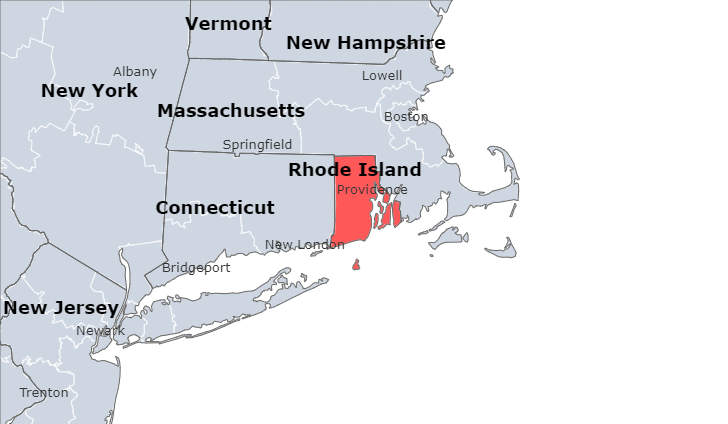 Vermont
New Hampshire
Albany
Lowell
New York
Massachusetts
Boston
Springfield
Rhode Island
Providence
Connecticut
New London
Bridgeport
New Jersey
Newark
Trenton